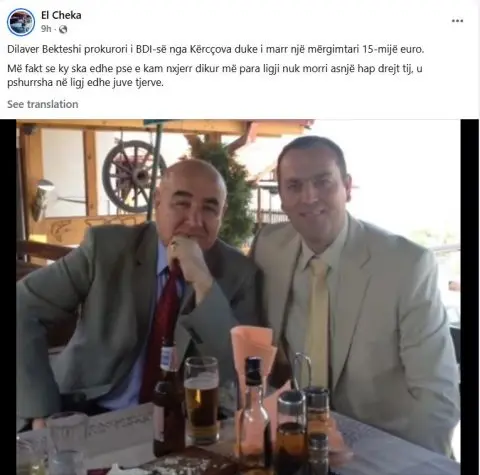 El Cheka
9h ·
Dilaver Bekteshi prokurori i BDI-së nga Kërcçova duke i marr një mërgimtari 15-mijë euro.
Më fakt se ky ska edhe pse e kam nxjerr dikur më para ligji nuk morri asnjë hap drejt tij, u
pshurrsha në ligj edhe juve tjerve.
See translation